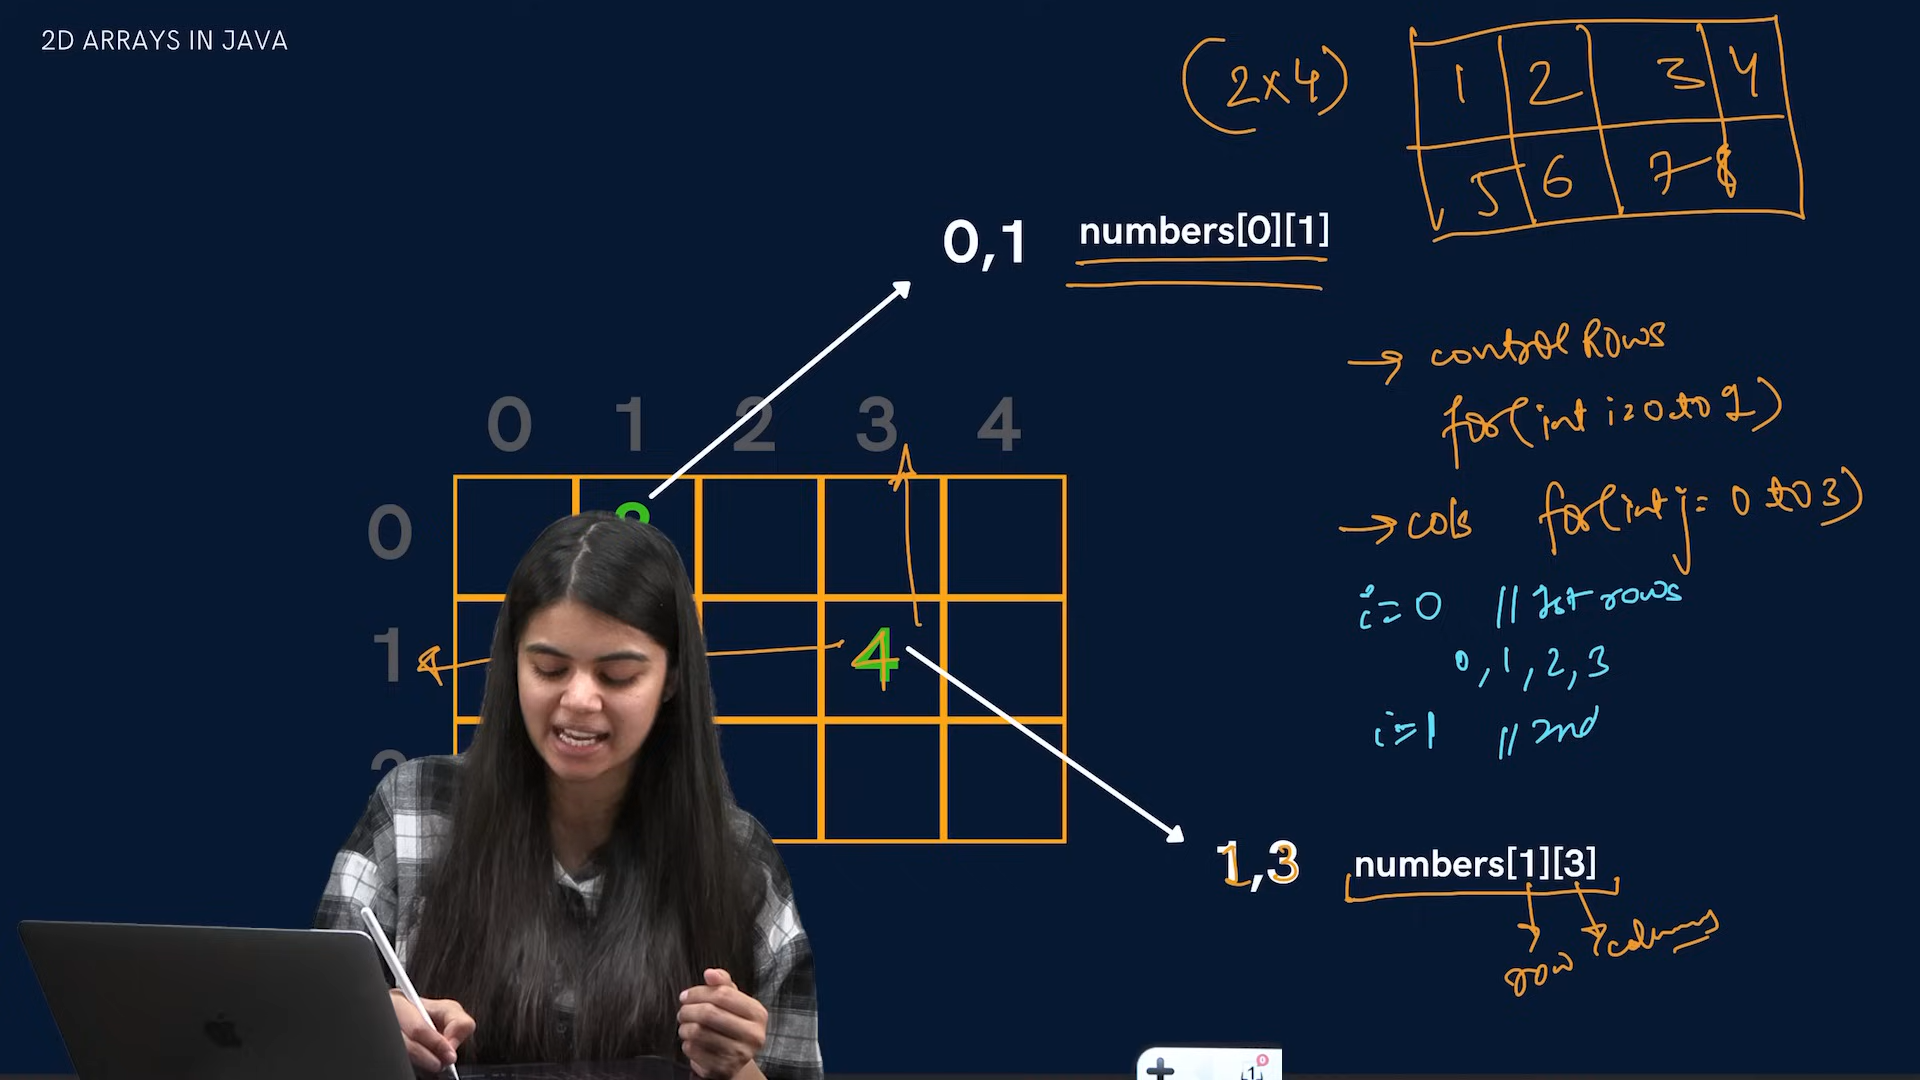 2D ARRAYS IN JAVA
(2x4)
1 2 3 4
5 6 7 8
0,1 numbers[0][1]
→ control Rows
for(int i=0 to 1)
→ cols for(int j= 0 to 3)
i=0 // 1st rows
0,1,2,3
i=1 // 2nd
0 1 2 3 4
0
1 4
1,3 numbers[1][3]
row columns